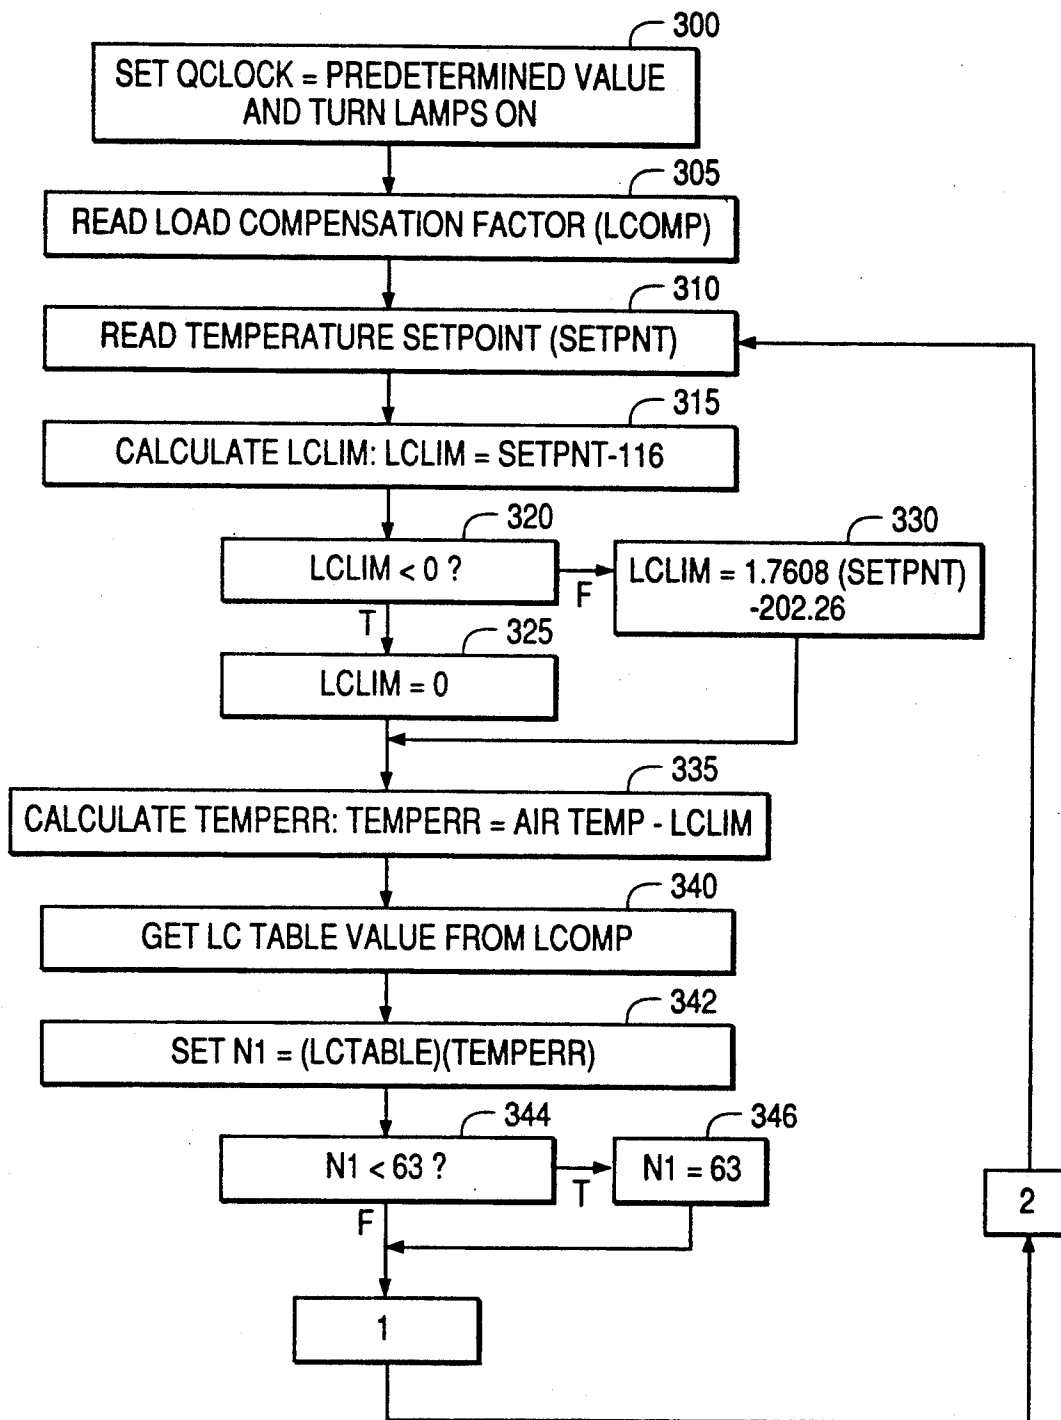 300
SET QCLOCK = PREDETERMINED VALUE
AND TURN LAMPS ON
305
READ LOAD COMPENSATION FACTOR (LCOMP)
310
READ TEMPERATURE SETPOINT (SETPNT)
315
CALCULATE LCLIM: LCLIM = SETPNT-116
320
LCLIM < 0 ?
F
T
330
LCLIM = 1.7608 (SETPNT)
-202.26
325
LCLIM = 0
335
CALCULATE TEMPERR: TEMPERR = AIR TEMP - LCLIM
340
GET LC TABLE VALUE FROM LCOMP
342
SET N1 = (LCTABLE)(TEMPERR)
344
N1 < 63 ?
T
F
346
N1 = 63
2
1